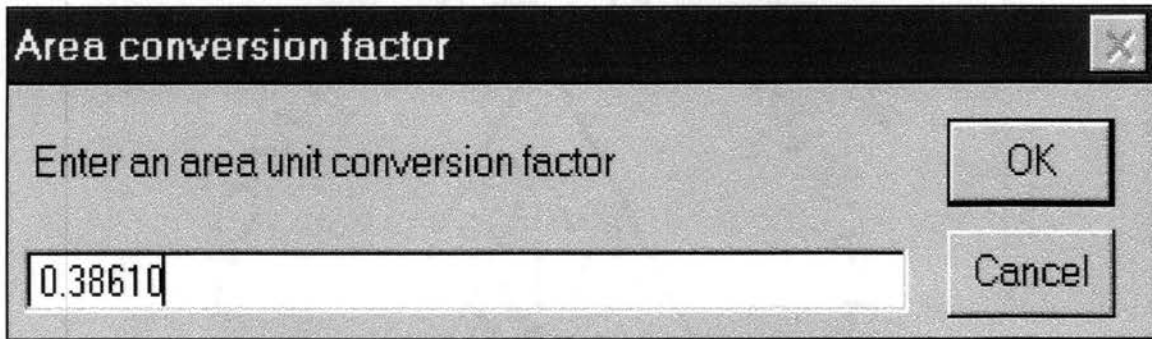 Area conversion factor
Enter an area unit conversion factor
OK
0.38610
Cancel